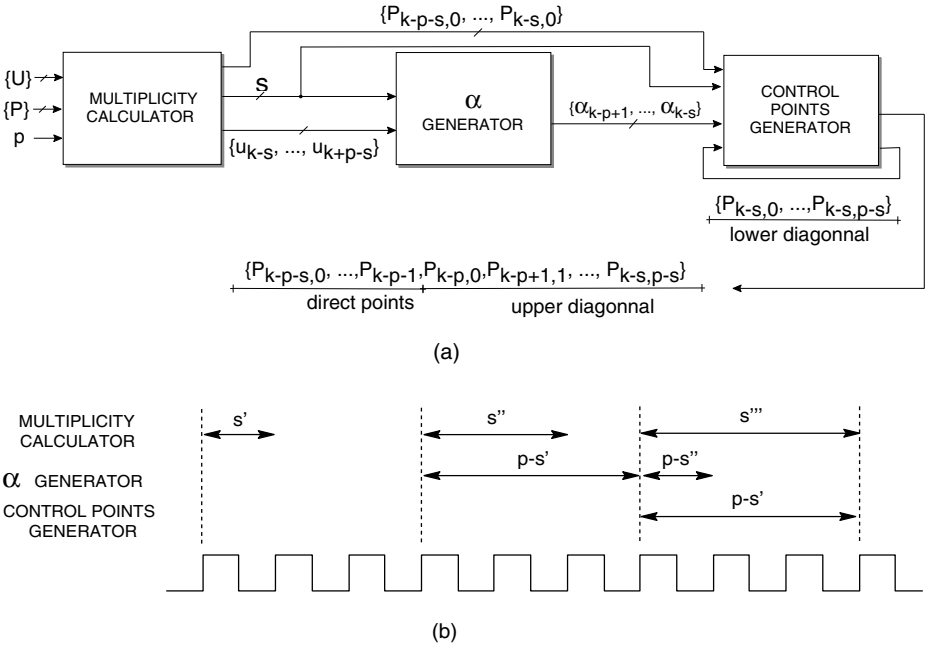 {P_{k-p-s,0}, ..., P_{k-s,0}}
{U}
{P}
p
MULTIPLICITY
CALCULATOR
s
{u_{k-s}, ..., u_{k+p-s}}
α
GENERATOR
{α_{k-p+1}, ..., α_{k-s}}
CONTROL
POINTS
GENERATOR
{P_{k-s,0}, ...,P_{k-s,p-s}}
lower diagonnal
{P_{k-p-s,0}, ...,P_{k-p-1},P_{k-p,0},P_{k-p+1,1}, ..., P_{k-s,p-s}}
direct points upper diagonnal
(a)
MULTIPLICITY
CALCULATOR
s' s'' s'''
α GENERATOR
p-s' p-s''
CONTROL POINTS
GENERATOR
p-s'
(b)